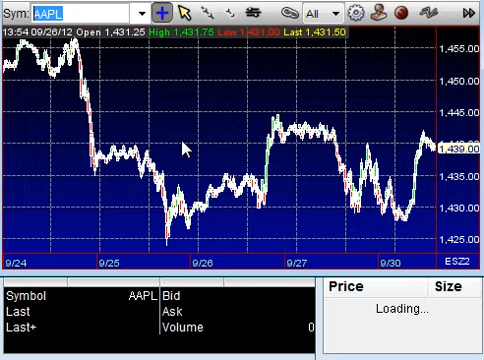 Sym: AAPL All
13:54 09/26/12 Open 1,431.25 High 1,431.75 Low 1,431.00 Last 1,431.50
1,455.00
1,450.00
1,445.00
1,439.00
1,435.00
1,430.00
1,425.00
9/24 9/25 9/26 9/27 9/30 ESZ2
Symbol AAPL Bid
Last Ask
Last+ Volume 0
Price Size
Loading...